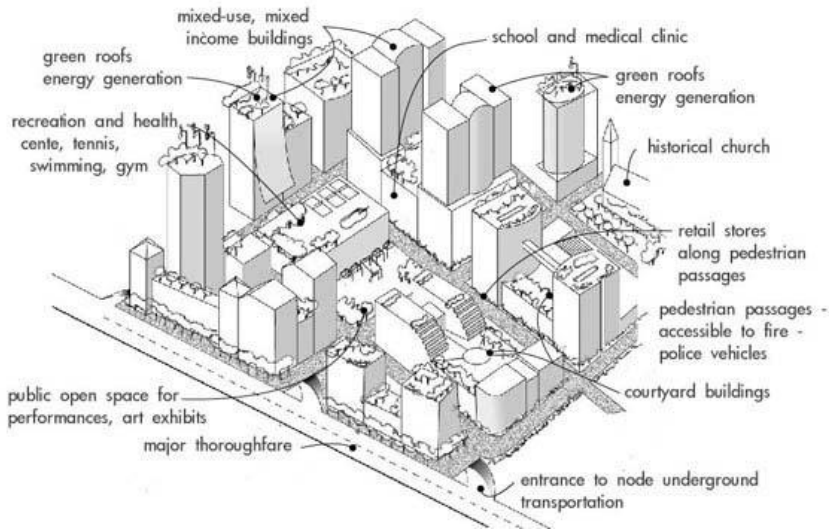 mixed-use, mixed
income buildings
school and medical clinic
green roofs
energy generation
green roofs
energy generation
recreation and health
cente, tennis,
swimming, gym
historical church
retail stores
along pedestrian
passages
pedestrian passages -
accessible to fire -
police vehicles
public open space for
performances, art exhibits
courtyard buildings
major thoroughfare
entrance to node underground
transportation